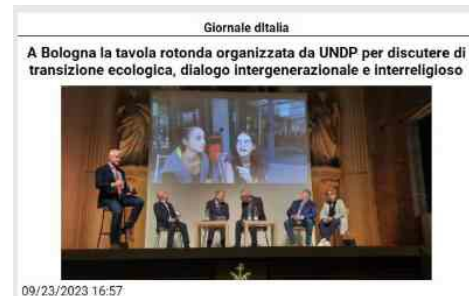 Giornale dItalia
A Bologna la tavola rotonda organizzata da UNDP per discutere di
transizione ecologica, dialogo intergenerazionale e interreligioso
09/23/2023 16:57